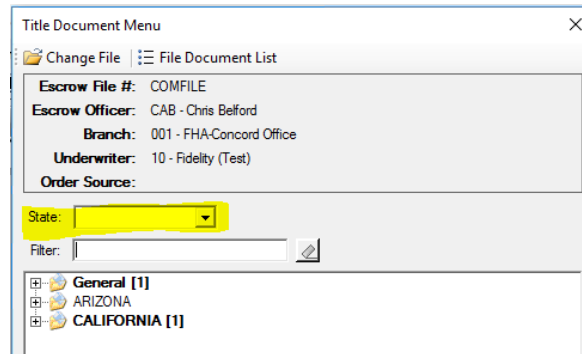 Title Document Menu
Change File File Document List
Escrow File #: COMFILE
Escrow Officer: CAB - Chris Belford
Branch: 001 - FHA-Concord Office
Underwriter: 10 - Fidelity (Test)
Order Source:
State:
Filter:
General [1]
ARIZONA
CALIFORNIA [1]